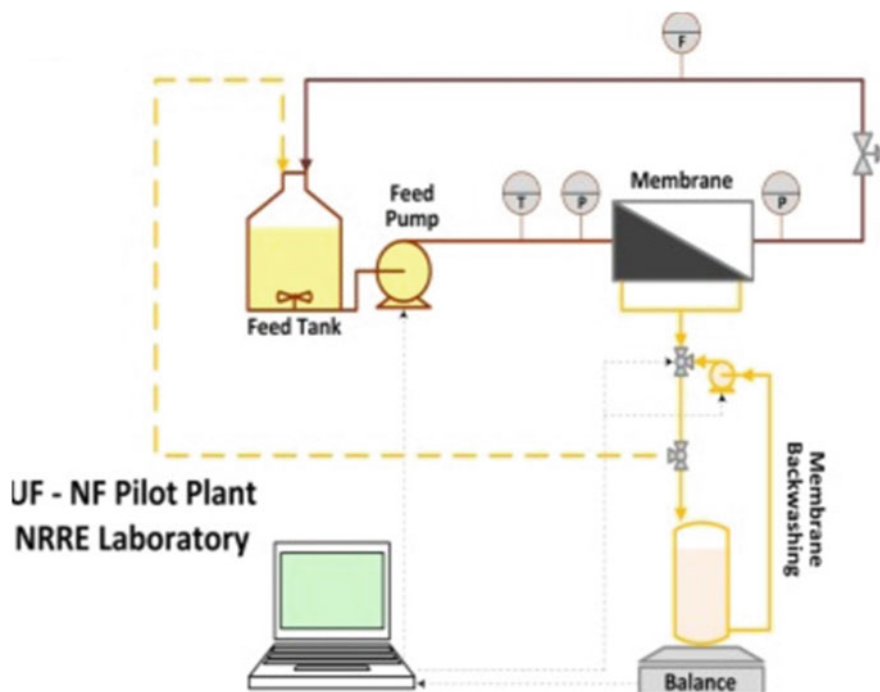 F
Feed
Pump
T
P
Membrane
P
Feed Tank
Membrane
Backwashing
UF - NF Pilot Plant
NRRE Laboratory
Balance